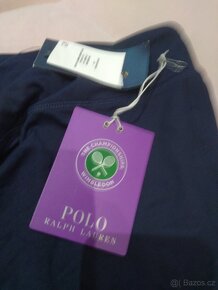 THE CHAMPIONSHIPS
WIMBLEDON
POLO
RALPH LAUREN
Bazos.cz